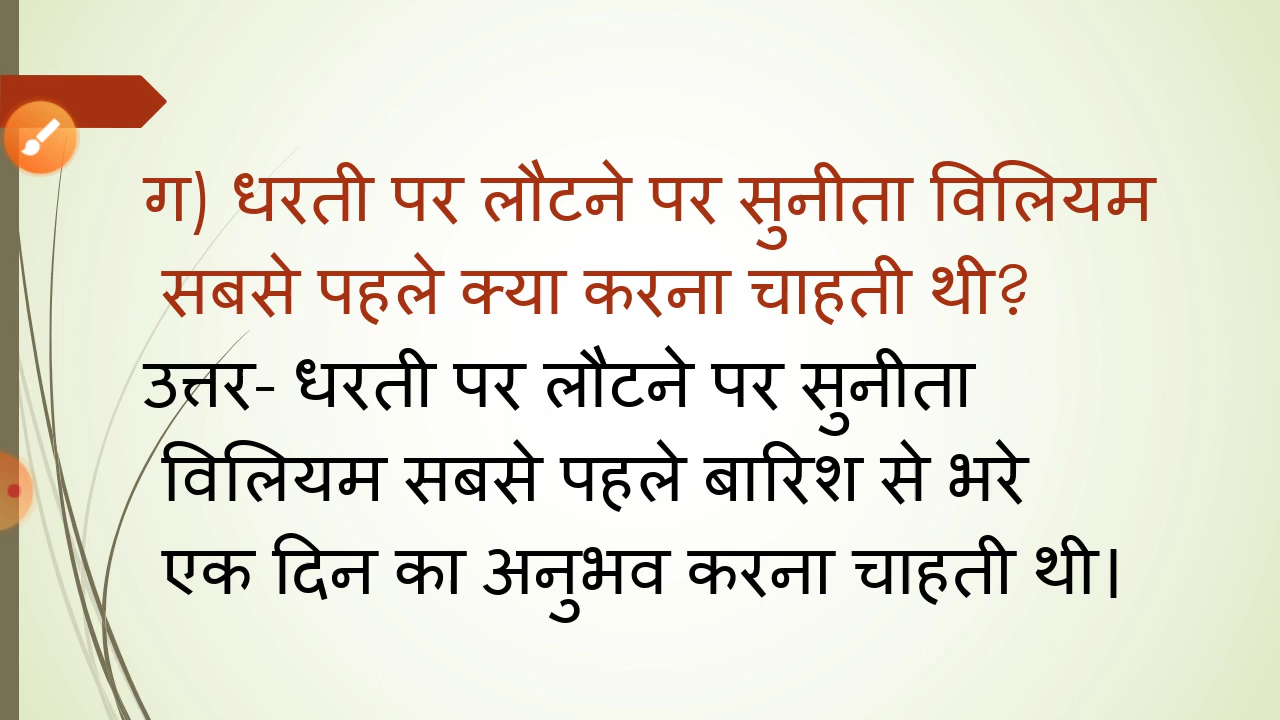 ग) धरती पर लौटने पर सुनीता विलियम
सबसे पहले क्या करना चाहती थी?
उत्तर- धरती पर लौटने पर सुनीता
विलियम सबसे पहले बारिश से भरे
एक दिन का अनुभव करना चाहती थी।